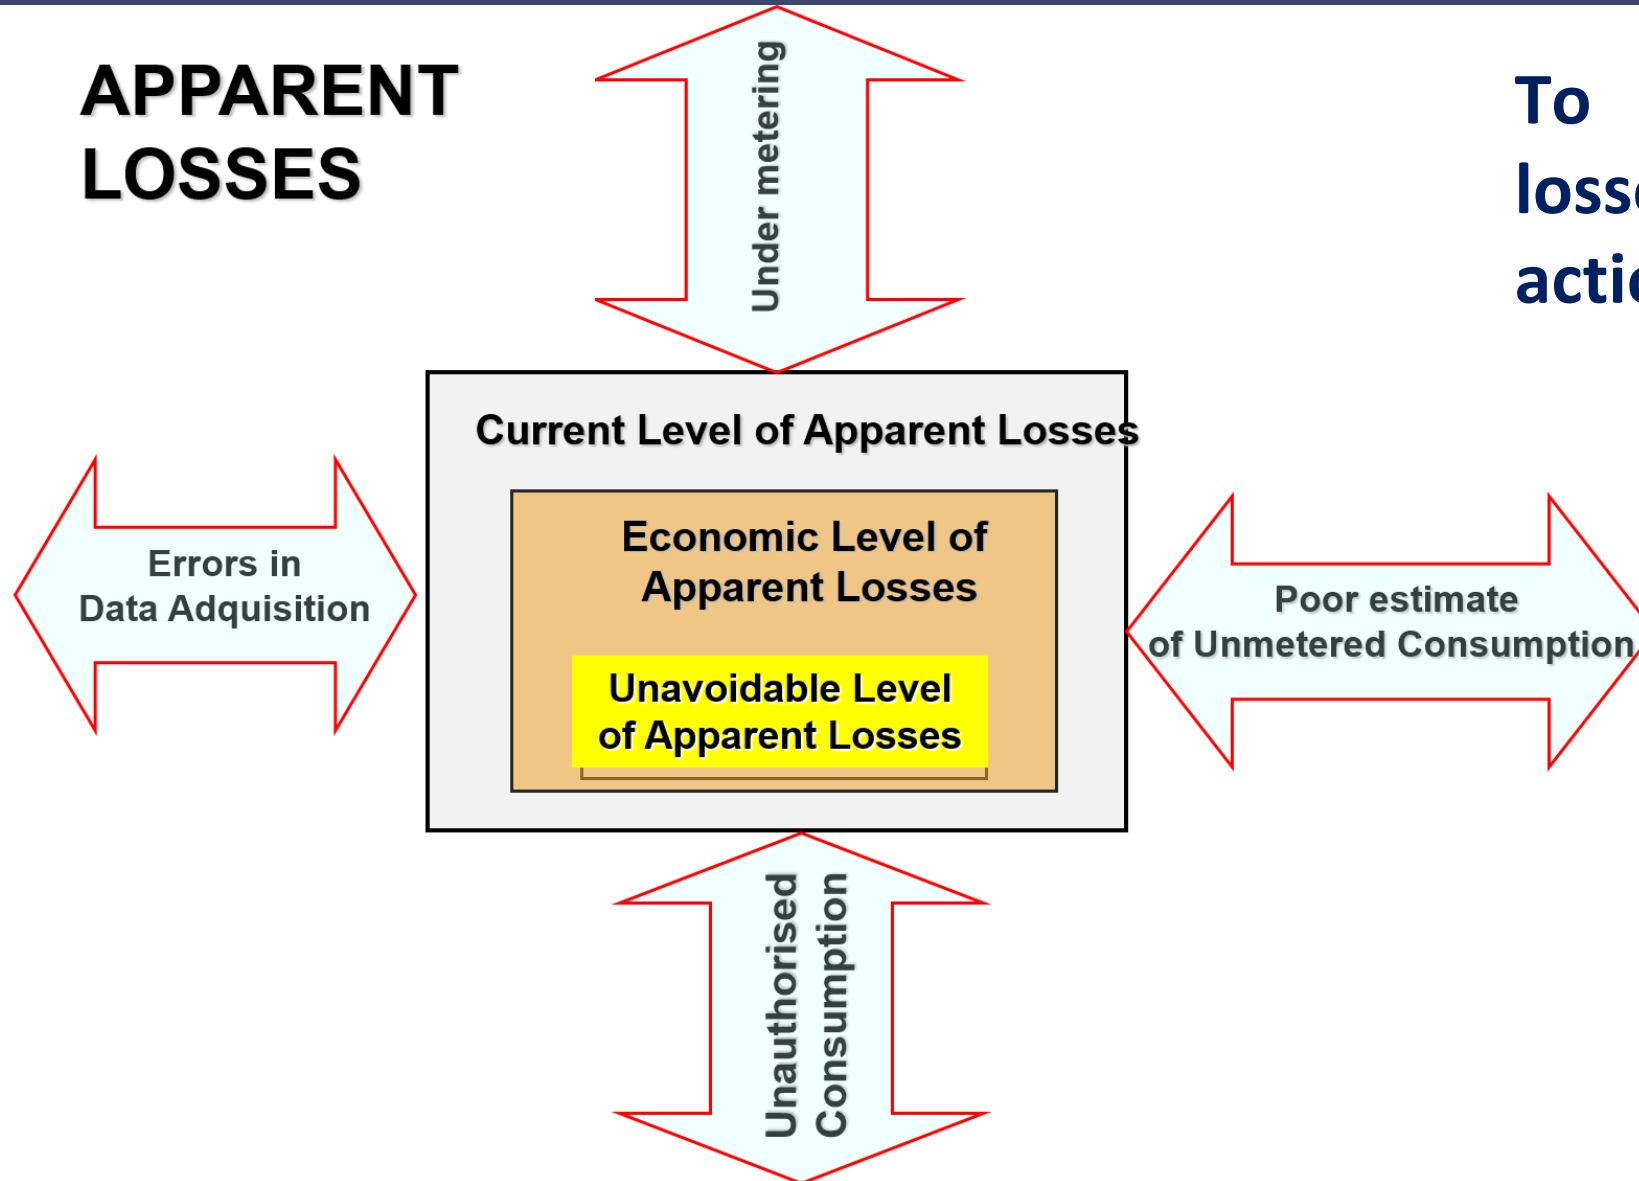 APPARENT
LOSSES
Under metering
To
Current Level of Apparent Losses
Economic Level of
Apparent Losses
Unavoidable Level
of Apparent Losses
Errors in
Data Adquisition
Poor estimate
of Unmetered Consumption
Unauthorised
Consumption